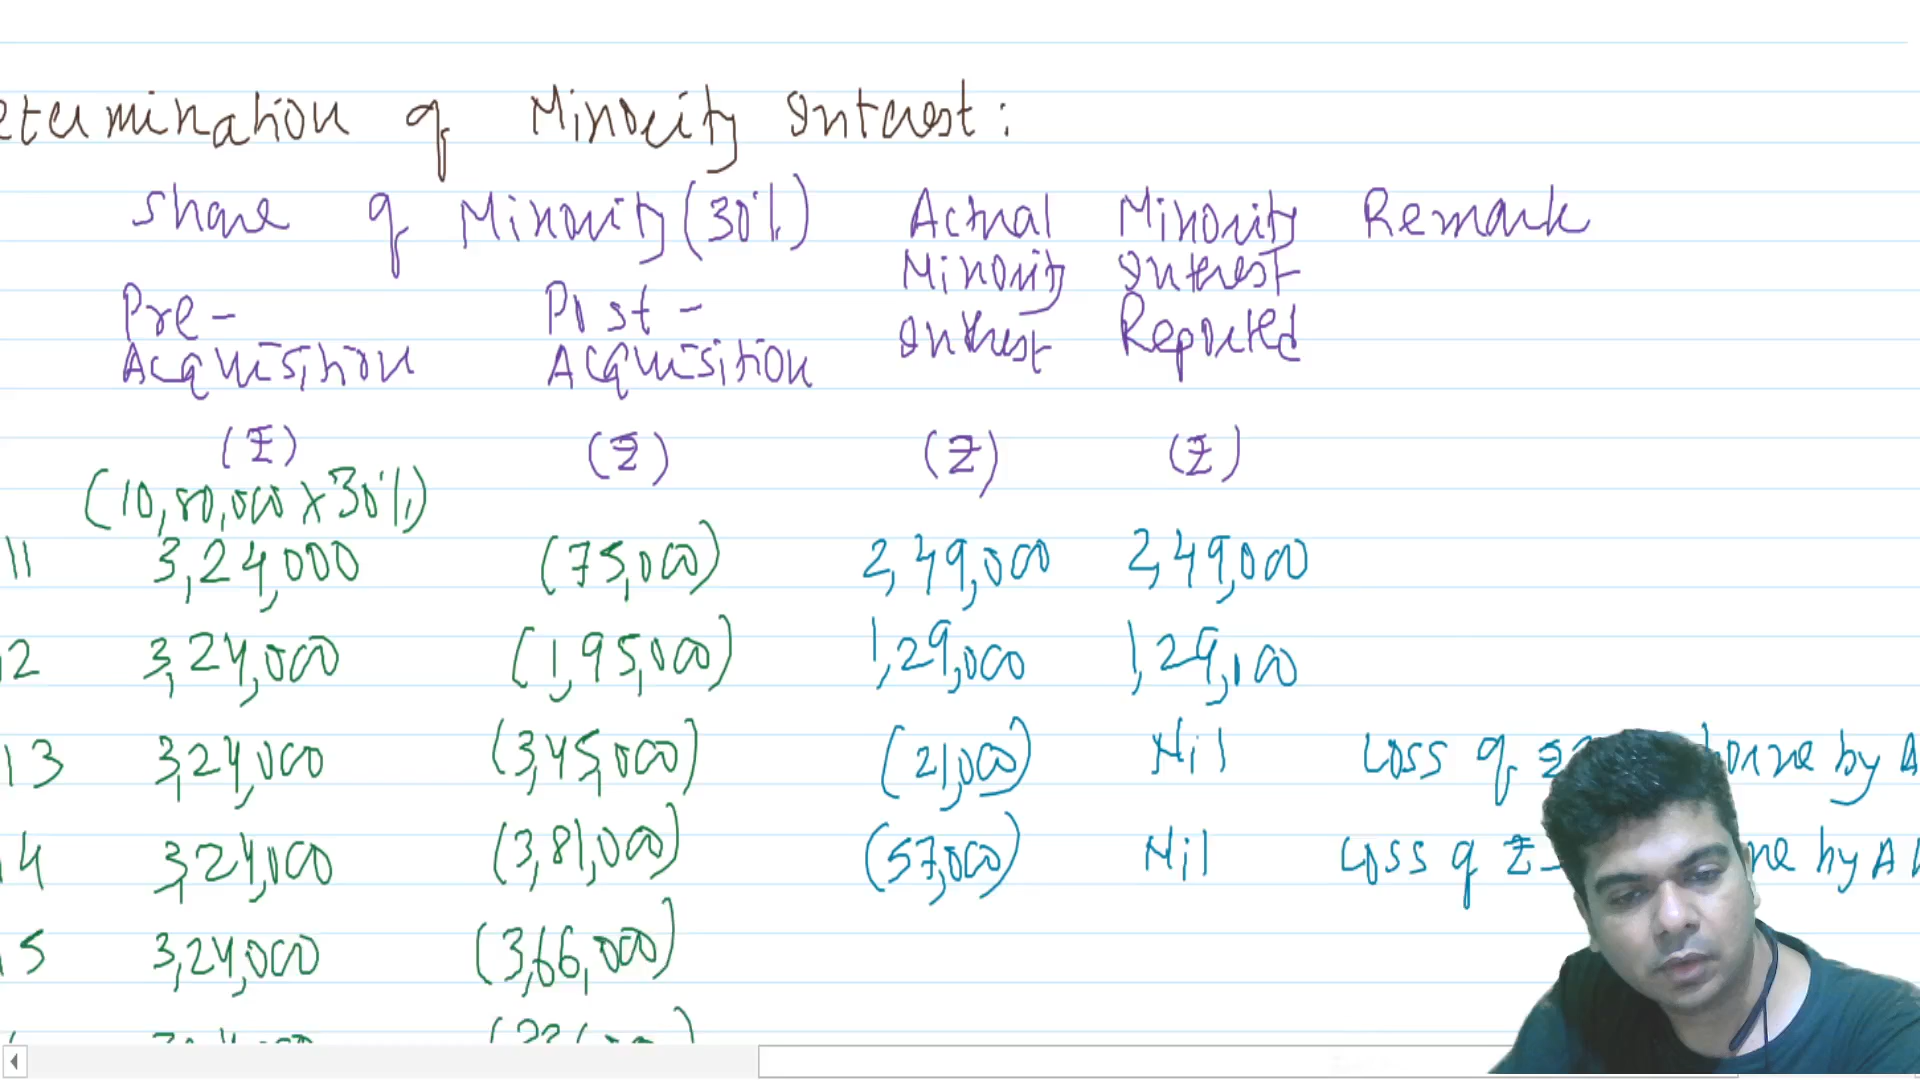 etermination of Minority Interest:
Share of Minority (30%) Actual Minority Remark
Minority Interest
Pre- Post- Interest Reported
Acquisition Acquisition
(₹) (₹) (₹) (₹)
(10,80,000 x 30%)
11 3,24,000 (75,000) 2,49,000 2,49,000
12 3,24,000 (1,95,000) 1,29,000 1,29,000
13 3,24,000 (3,45,000) (21,000) Nil Loss of borne by A
14 3,24,000 (3,81,000) (57,000) Nil Loss of ₹ by A
15 3,24,000 (3,66,000)